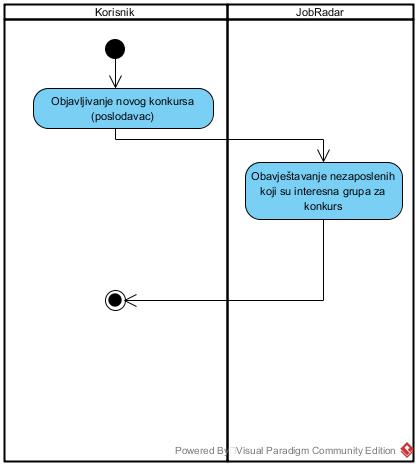 Korisnik
JobRadar
Objavljivanje novog konkursa
(poslodavac)
Obavještavanje nezaposlenih
koji su interesna grupa za
konkurs
Powered By Visual Paradigm Community Edition